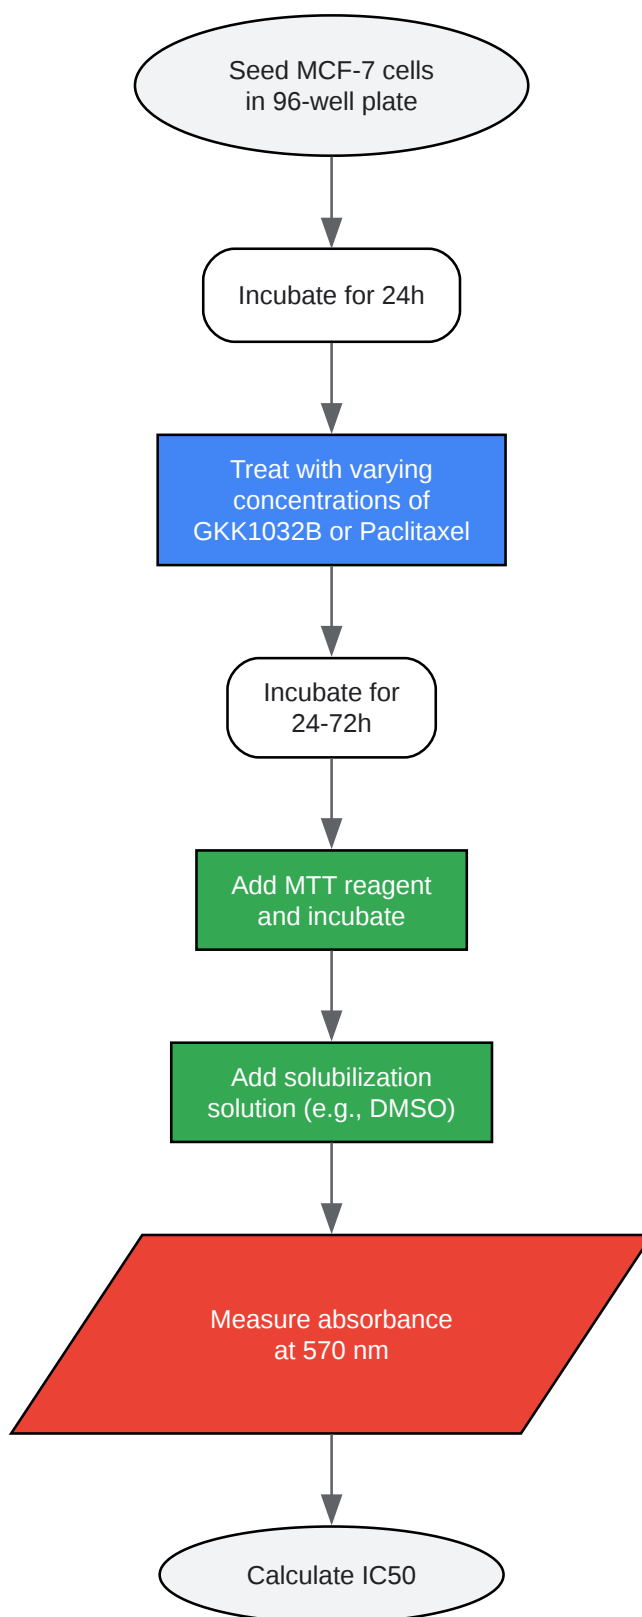 Seed MCF-7 cells
in 96-well plate
Incubate for 24h
Treat with varying
concentrations of
GKK1032B or Paclitaxel
Incubate for
24-72h
Add MTT reagent
and incubate
Add solubilization
solution (e.g., DMSO)
Measure absorbance
at 570 nm
Calculate IC50